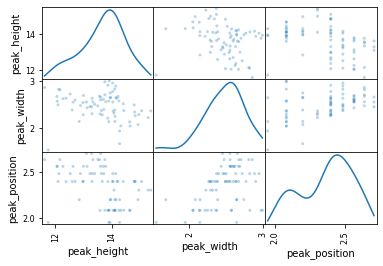 peak_height
14
12
peak_width
3
2
peak_position
2.5
2.0
12
14
peak_height
2
3
peak_width
2.0
2.5
peak_position